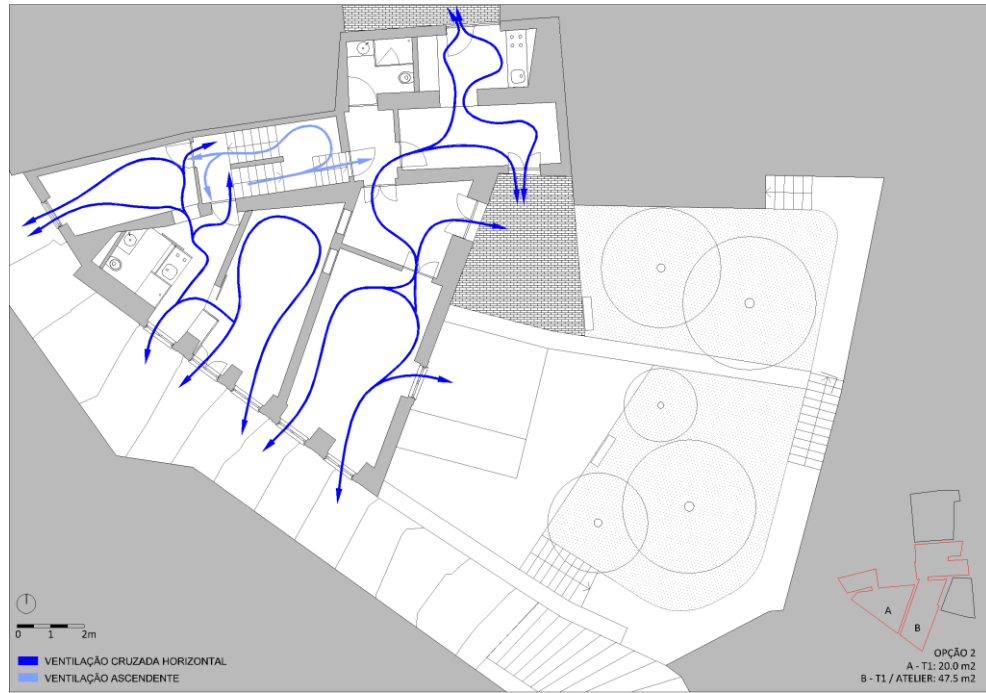 A
B
0 1 2m
VENTILAÇÃO CRUZADA HORIZONTAL
VENTILAÇÃO ASCENDENTE
OPÇÃO 2
A - T1: 20.0 m2
B - T1 / ATELIER: 47.5 m2